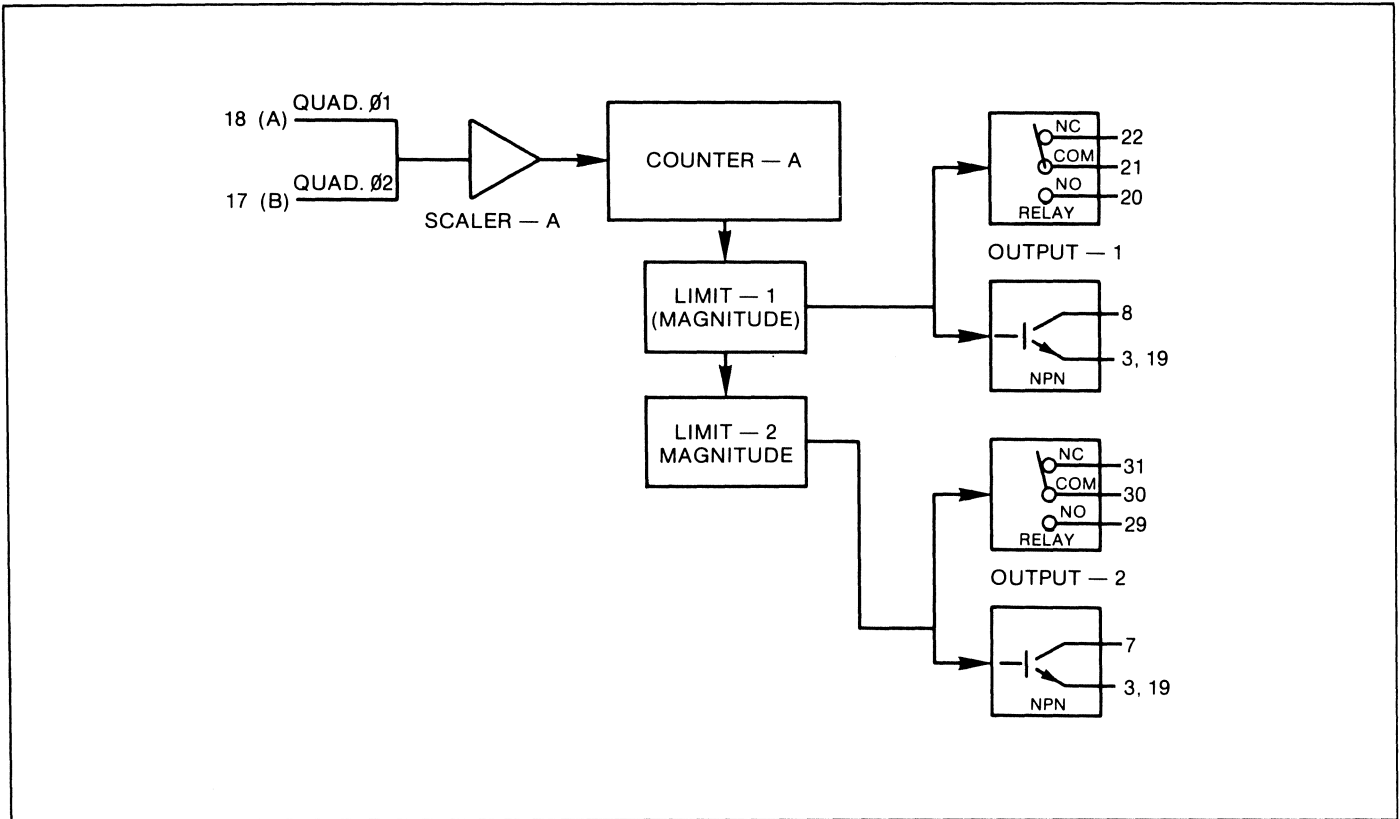 QUAD. Ø1
18 (A)
QUAD. Ø2
17 (B)
SCALER — A
COUNTER — A
LIMIT — 1
(MAGNITUDE)
LIMIT — 2
MAGNITUDE
NC
22
COM
21
NO
20
RELAY
OUTPUT — 1
8
3, 19
NPN
NC
31
COM
30
NO
29
RELAY
OUTPUT — 2
7
3, 19
NPN